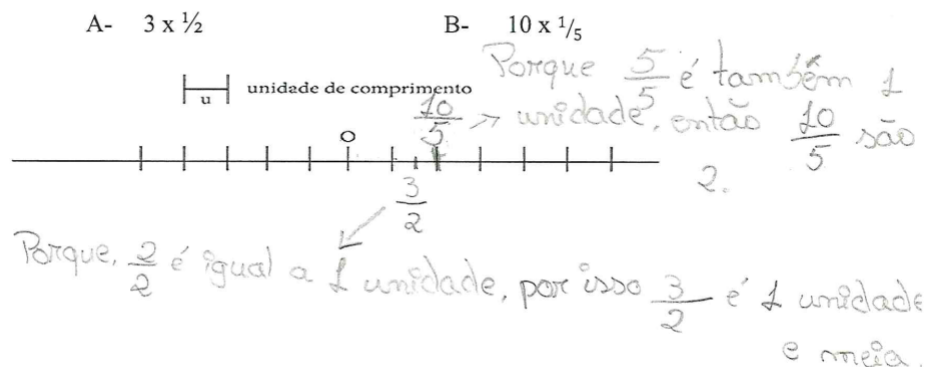 A- 3 x ½ B- 10 x ¹/₅
Porque 5/5 é também 1
u unidade de comprimento
10/5 → unidade, então 10/5 são
0
2.
3/2
Porque, 2/2 é igual a 1 unidade, por isso 3/2 é 1 unidade
e meia.